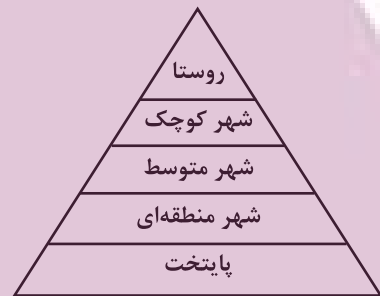 روستا
شهر کوچک
شهر متوسط
شهر منطقه‌ای
پایتخت